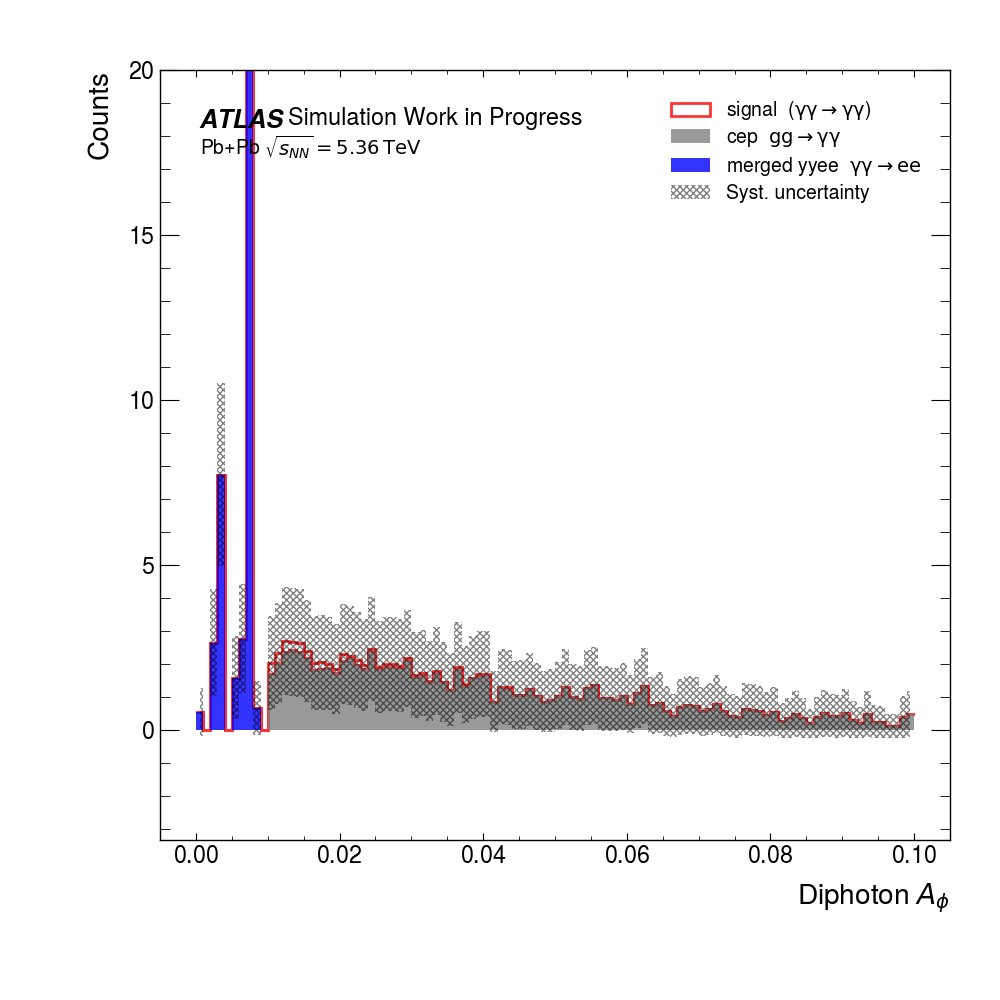 Counts
20
15
10
5
0
ATLAS Simulation Work in Progress
Pb+Pb √s_NN = 5.36 TeV
signal (γγ→γγ)
cep gg→γγ
merged yyee γγ→ee
Syst. uncertainty
0.00 0.02 0.04 0.06 0.08 0.10
Diphoton A_ϕ